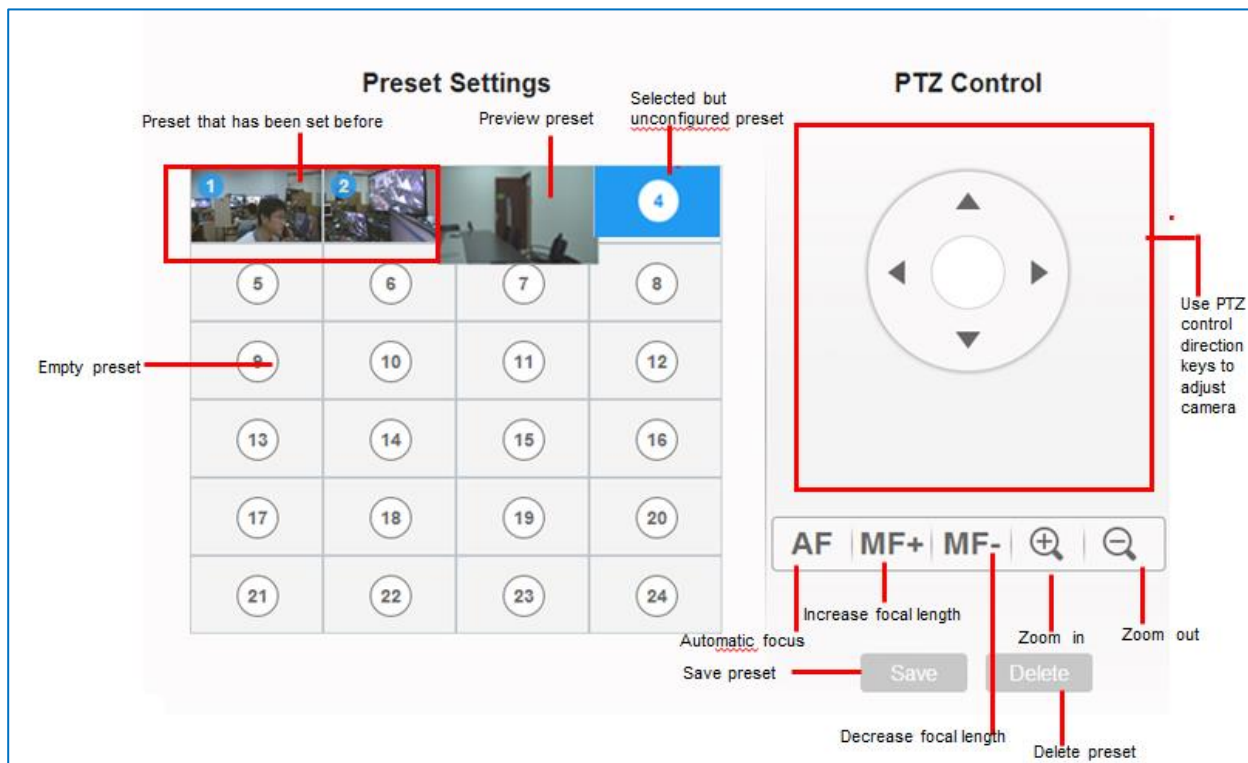 Preset Settings
PTZ Control
Preset that has been set before
Preview preset
Selected but
unconfigured preset
1
2
4
5
6
7
8
Empty preset
9
10
11
12
13
14
15
16
17
18
19
20
21
22
23
24
Use PTZ
control
direction
keys to
adjust
camera
AF MF+ MF-
Increase focal length
Automatic focus
Zoom in
Zoom out
Save preset
Save
Delete
Decrease focal length
Delete preset